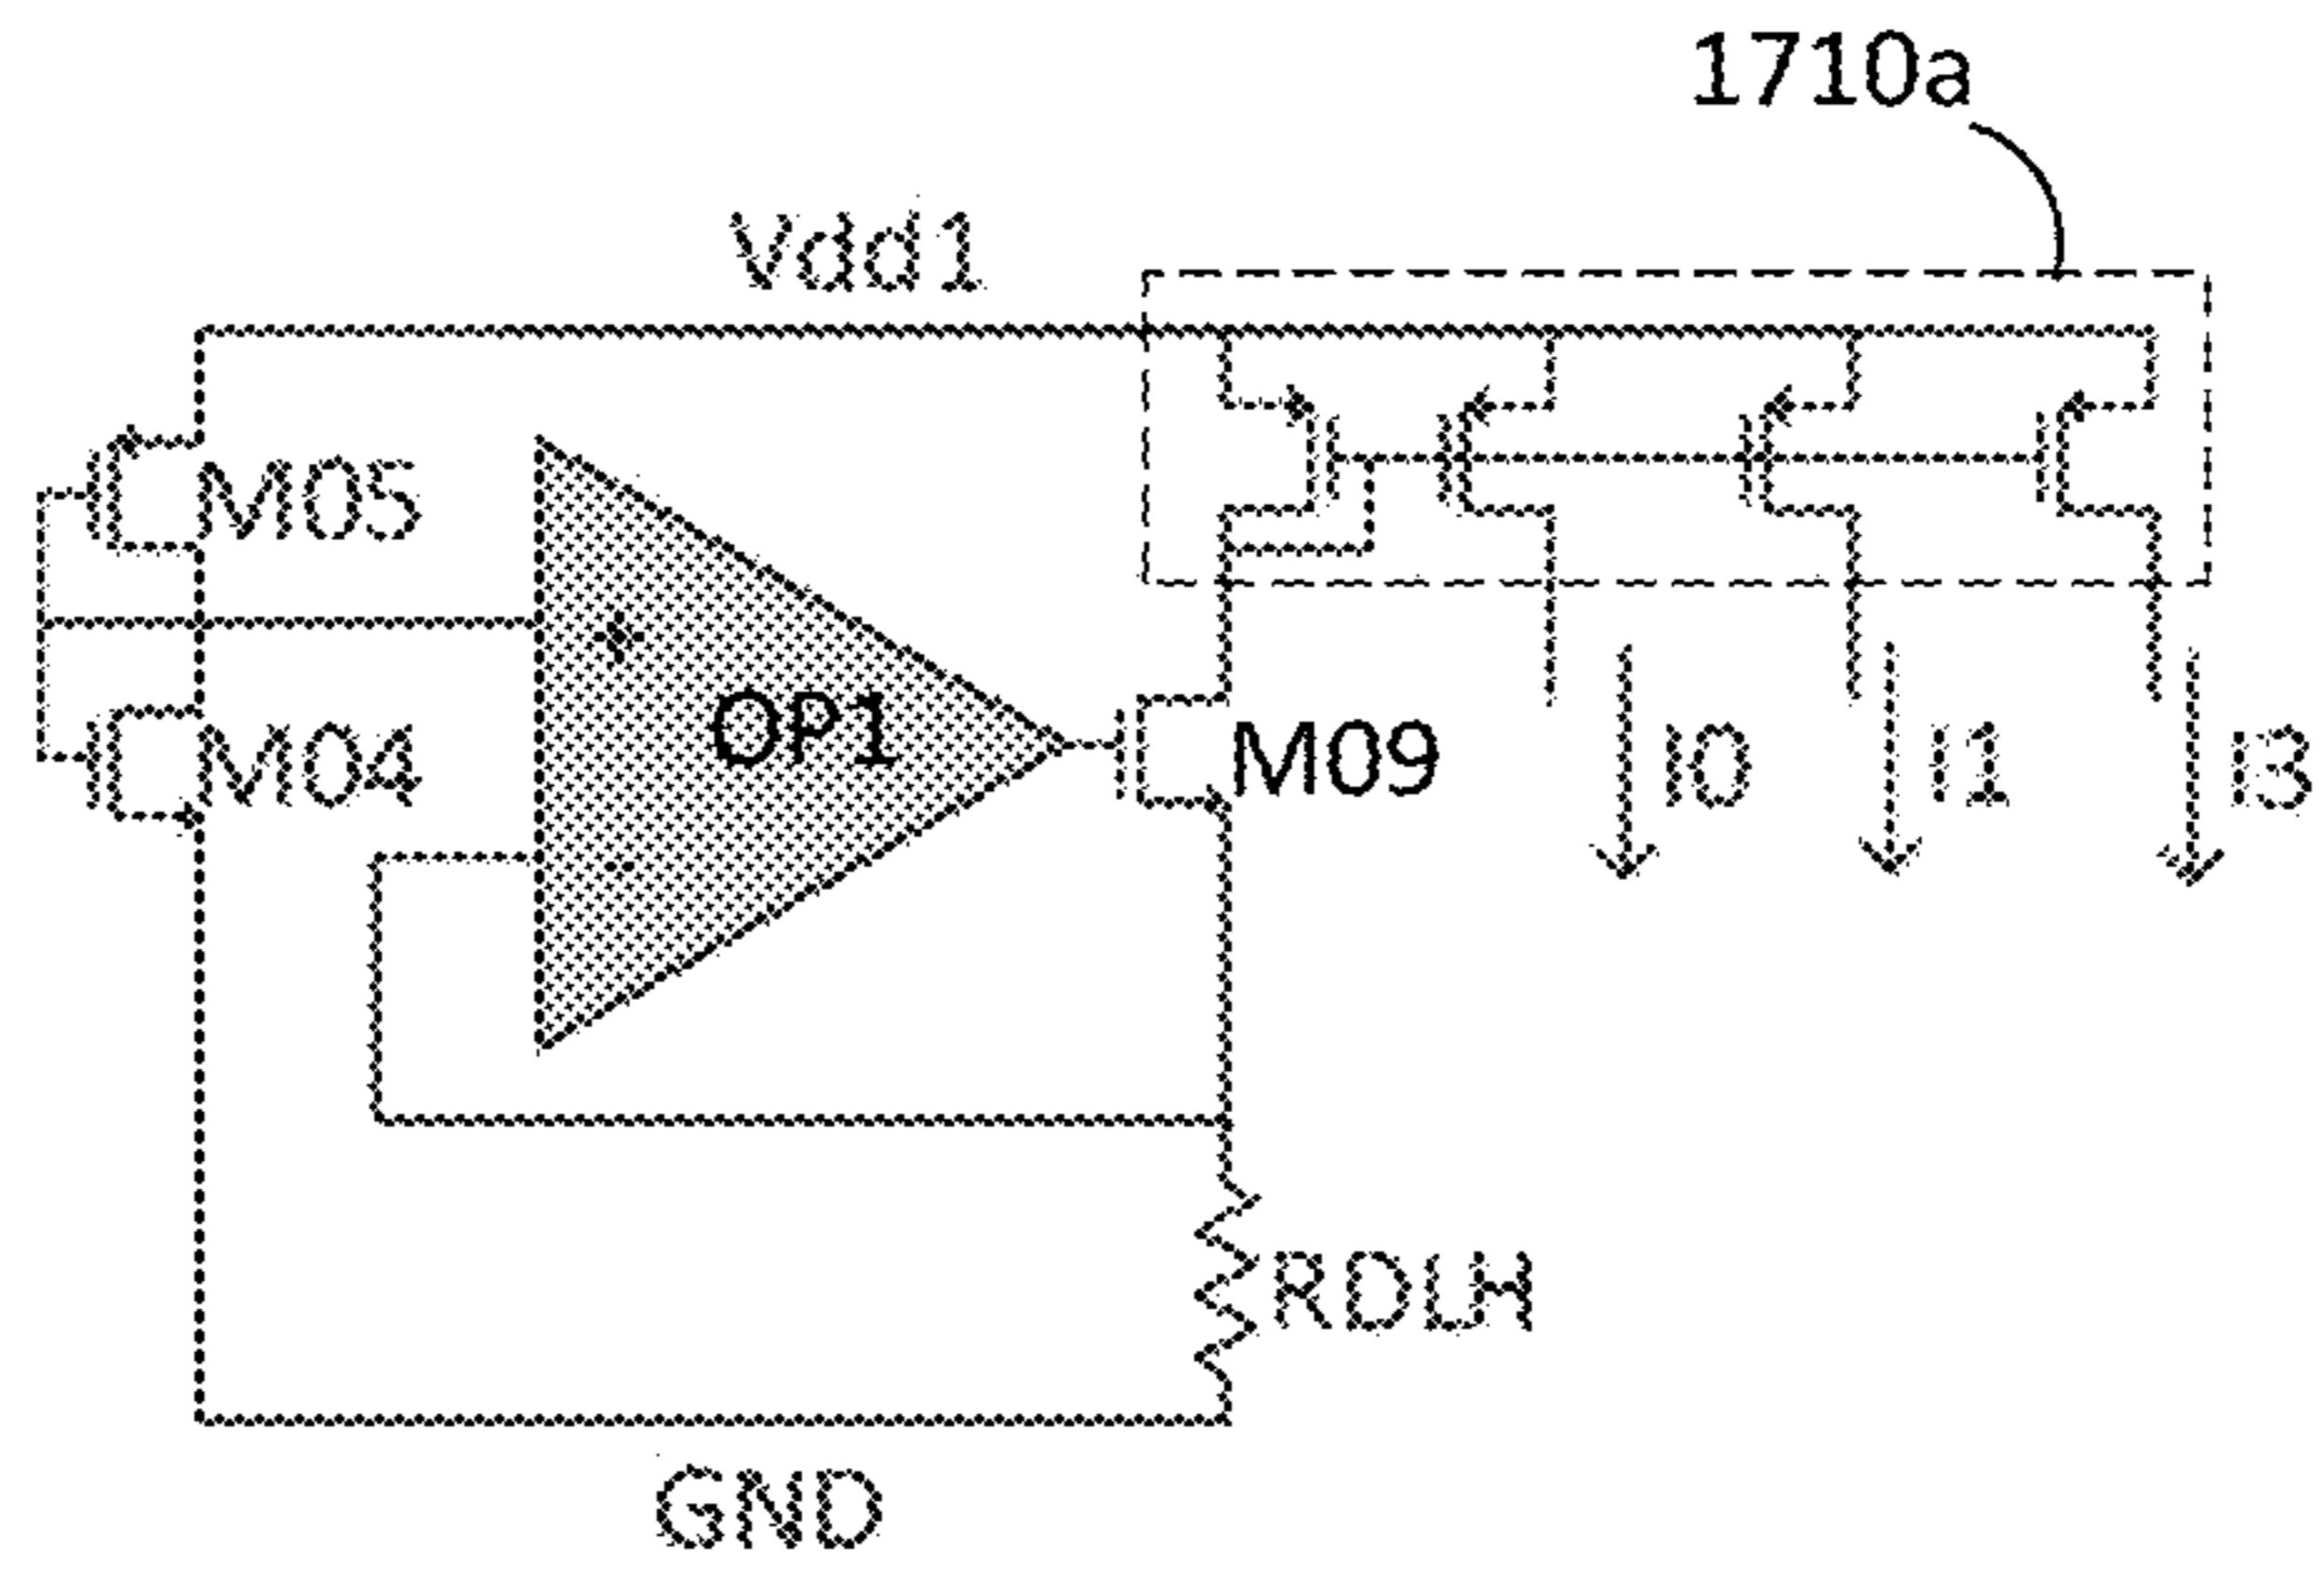 1710a
Vdd1
M05
+
OP1
M04
-
M09
I0
I1
I3
RDLH
GND